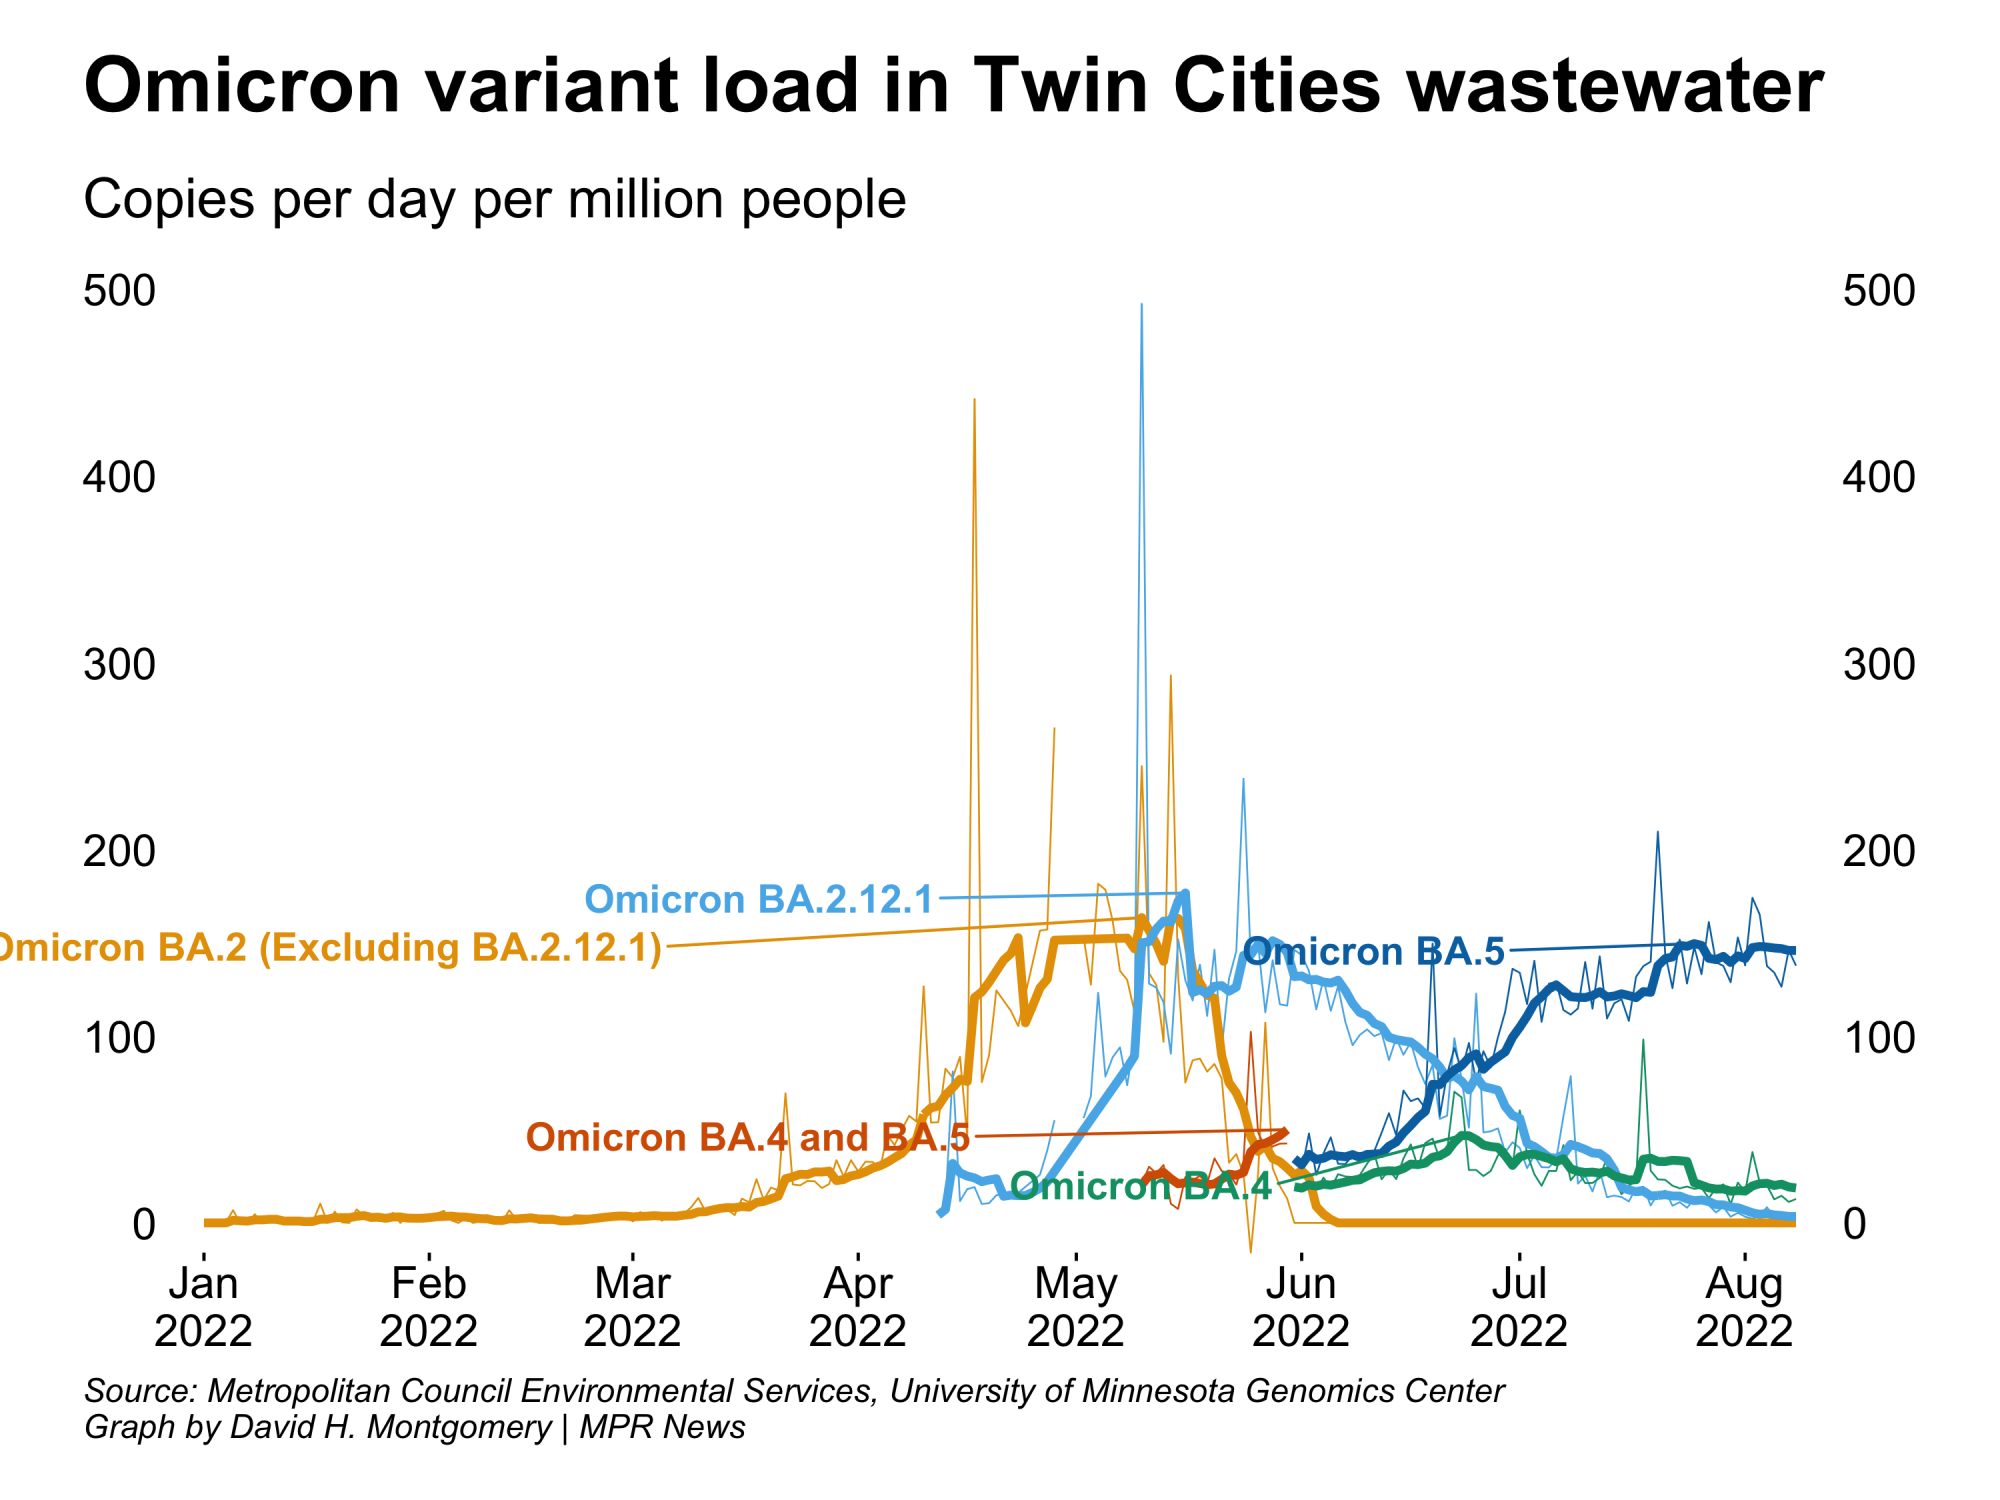 Omicron variant load in Twin Cities wastewater
Copies per day per million people
500 500
400 400
300 300
200 200
Omicron BA.2.12.1
Omicron BA.2 (Excluding BA.2.12.1)
Omicron BA.5
100 100
Omicron BA.4 and BA.5
Omicron BA.4
0 0
Jan Feb Mar Apr May Jun Jul Aug
2022 2022 2022 2022 2022 2022 2022 2022
Source: Metropolitan Council Environmental Services, University of Minnesota Genomics Center
Graph by David H. Montgomery | MPR News